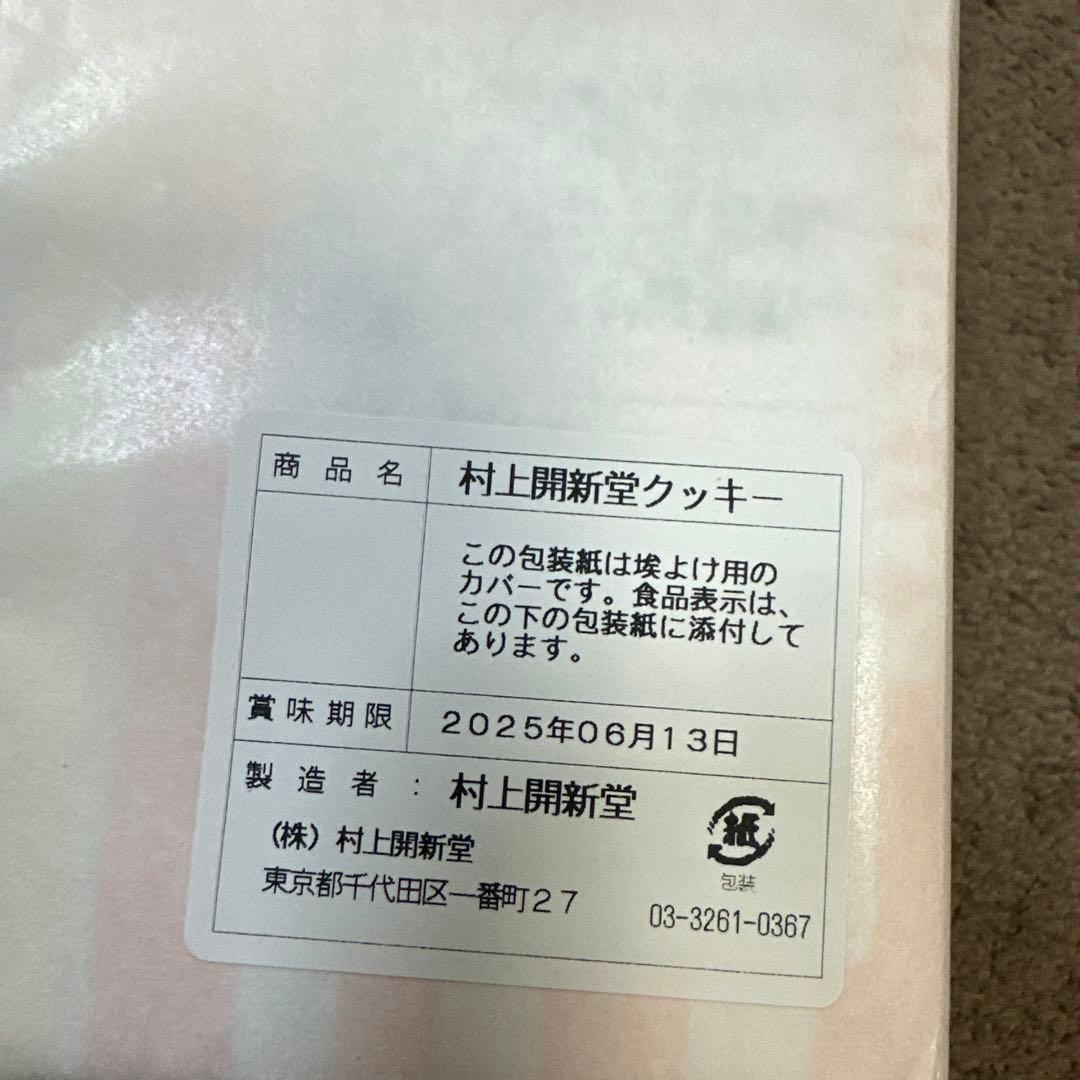 商品名 村上開新堂クッキー
この包装紙は埃よけ用の
カバーです。食品表示は、
この下の包装紙に添付して
あります。
賞味期限 2025年06月13日
製造者：村上開新堂
(株)村上開新堂
東京都千代田区一番町27
紙
包装
03-3261-0367